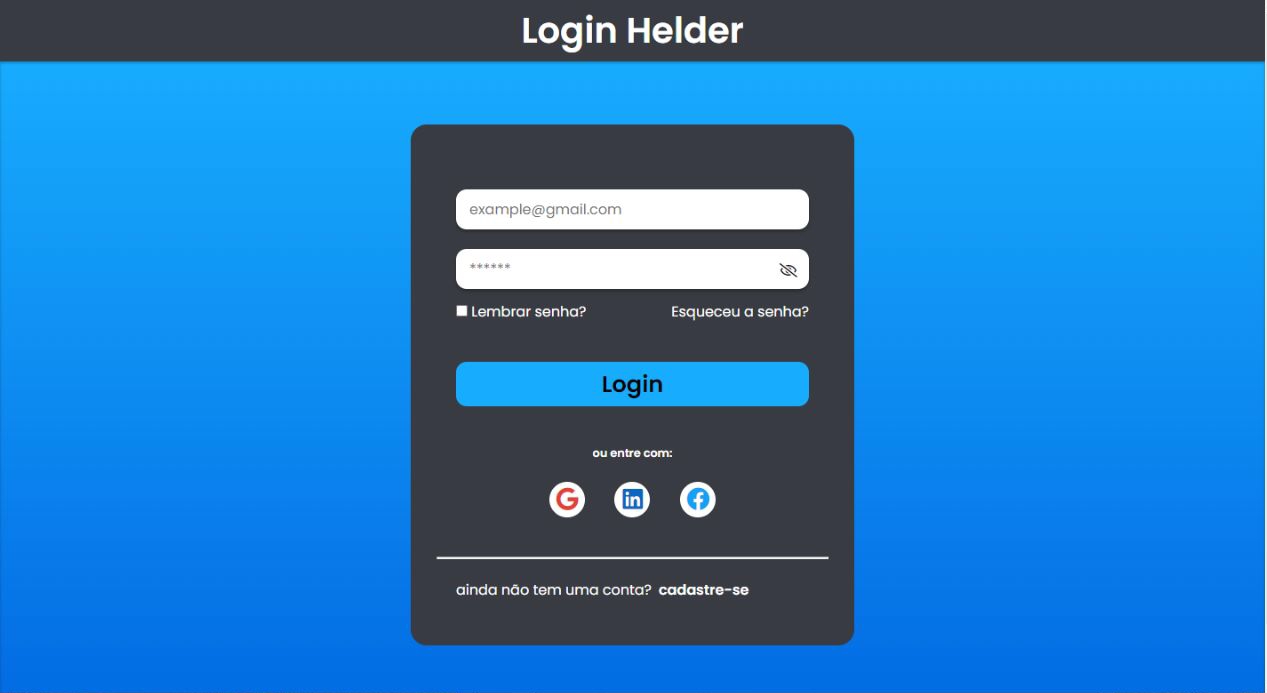 Login Helder
example@gmail.com
******
Lembrar senha? Esqueceu a senha?
Login
ou entre com:
G in f
ainda não tem uma conta? cadastre-se